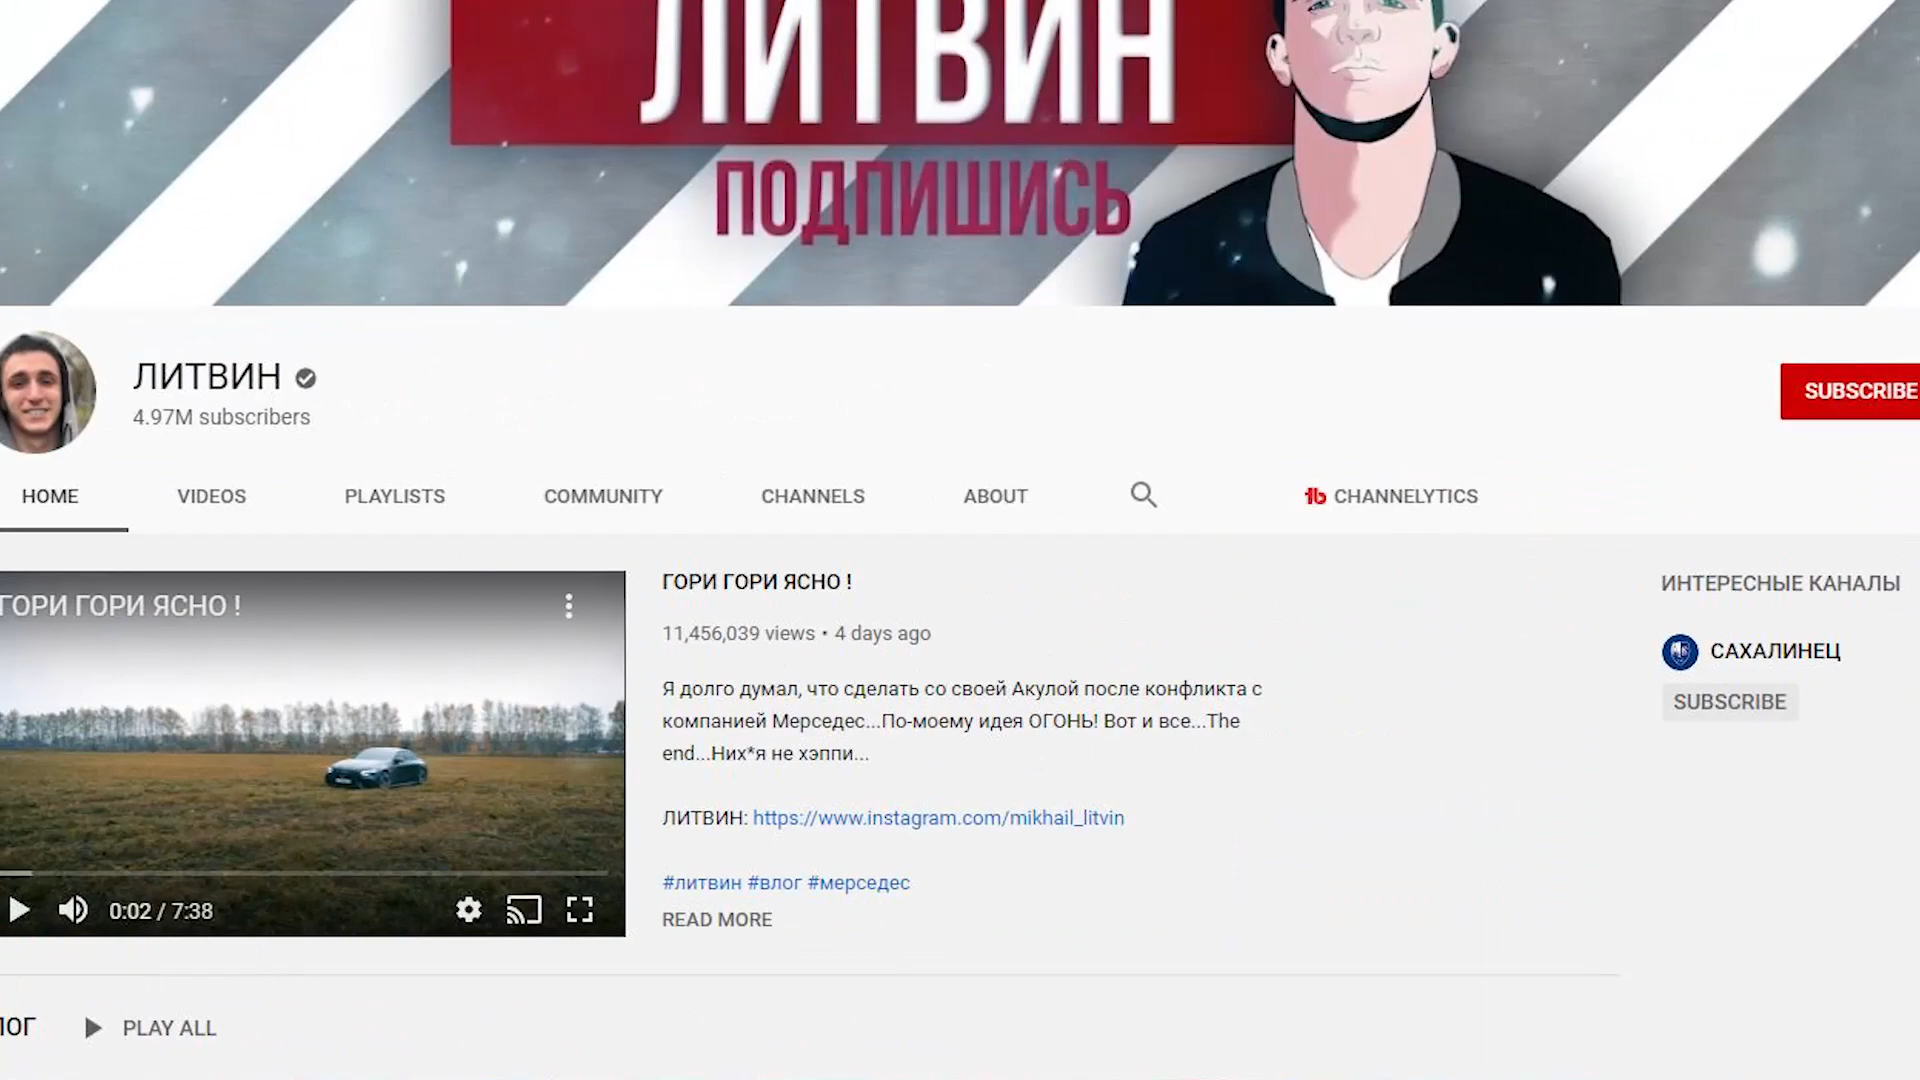 ЛИТВИН
ПОДПИШИСЬ
ЛИТВИН
4.97M subscribers
SUBSCRIBE
HOME VIDEOS PLAYLISTS COMMUNITY CHANNELS ABOUT CHANNELYTICS
ГОРИ ГОРИ ЯСНО !
0:02 / 7:38
ГОРИ ГОРИ ЯСНО !
11,456,039 views • 4 days ago
Я долго думал, что сделать со своей Акулой после конфликта с
компанией Мерседес...По-моему идея ОГОНЬ! Вот и все...The
end...Них*я не хэппи...
ЛИТВИН: https://www.instagram.com/mikhail_litvin
#литвин #влог #мерседес
READ MORE
ИНТЕРЕСНЫЕ КАНАЛЫ
САХАЛИНЕЦ
SUBSCRIBE
PLAY ALL